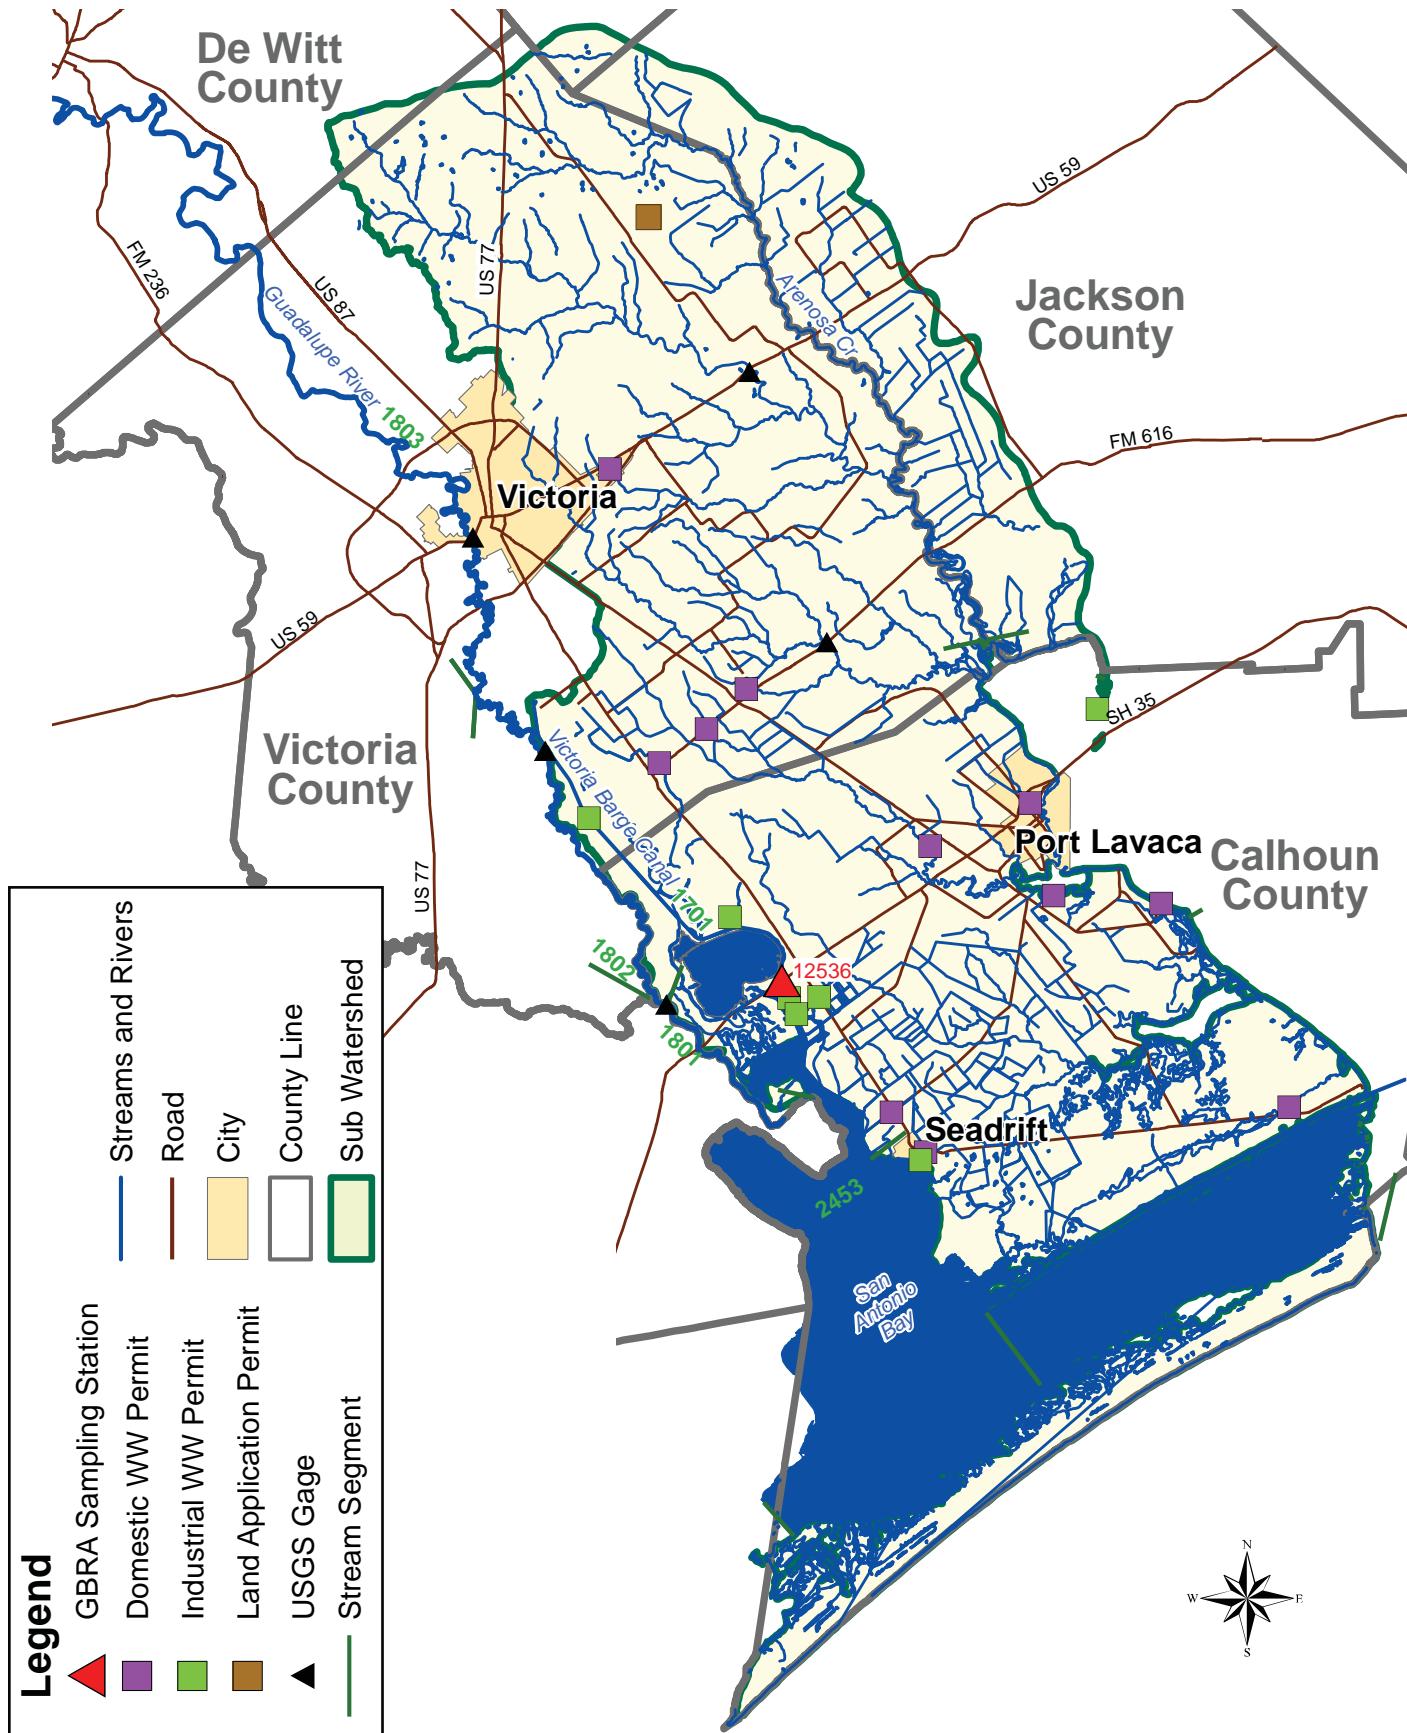 De Witt
County
US 59
FM 236
US 87
US 77
Guadalupe River
Arenosa Cr
Jackson
County
1803
FM 616
Victoria
US 59
SH 35
Victoria
County
Victoria Barge Canal
Port Lavaca
Calhoun
County
US 77
1701
1802
12536
1801
Seadrift
2453
San
Antonio
Bay
Legend
GBRA Sampling Station
Domestic WW Permit
Industrial WW Permit
Land Application Permit
USGS Gage
Stream Segment
Streams and Rivers
Road
City
County Line
Sub Watershed
N
W
E
S